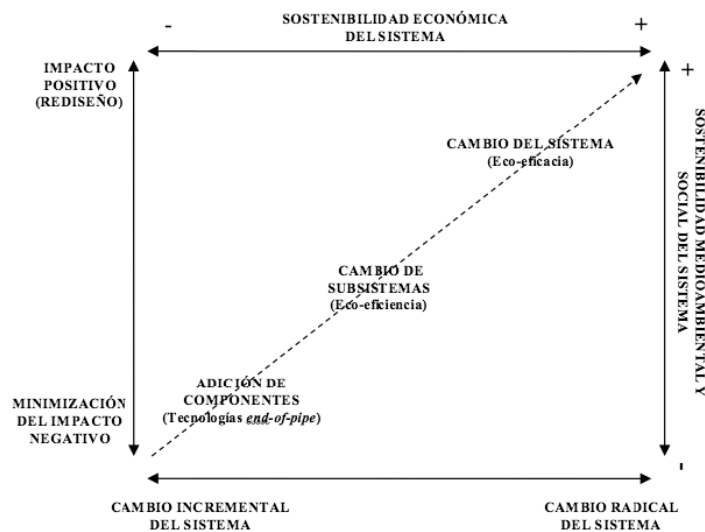 SOSTENIBILIDAD ECONÓMICA
DEL SISTEMA
-
+
IMPACTO
POSITIVO
(REDISEÑO)
+
SOSTENIBILIDAD MEDIOAMBIENTAL Y
SOCIAL DEL SISTEMA
CAMBIO DEL SISTEMA
(Eco-eficacia)
CAMBIO DE
SUBSISTEMAS
(Eco-eficiencia)
ADICIÓN DE
COMPONENTES
(Tecnologías end-of-pipe)
MINIMIZACIÓN
DEL IMPACTO
NEGATIVO
-
CAMBIO INCREMENTAL
DEL SISTEMA
CAMBIO RADICAL
DEL SISTEMA